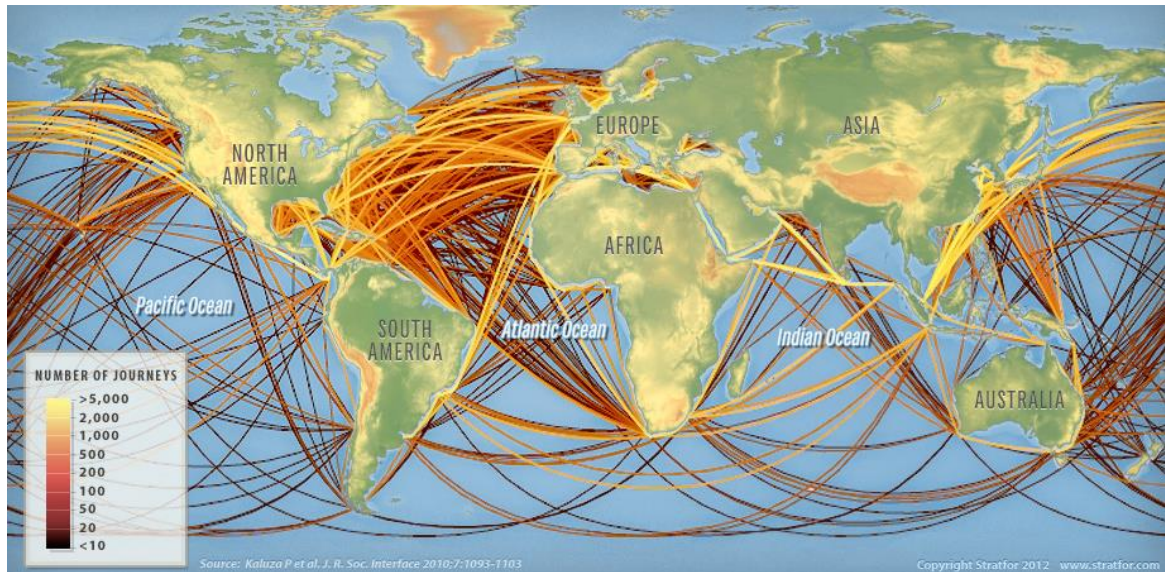 NORTH
AMERICA
EUROPE
ASIA
AFRICA
Pacific Ocean
SOUTH
AMERICA
Atlantic Ocean
Indian Ocean
AUSTRALIA
NUMBER OF JOURNEYS
>5,000
2,000
1,000
500
200
100
50
20
<10
Source: Kaluza P et al. J. R. Soc. Interface 2010;7:1093-1103
Copyright Stratfor 2012 www.stratfor.com